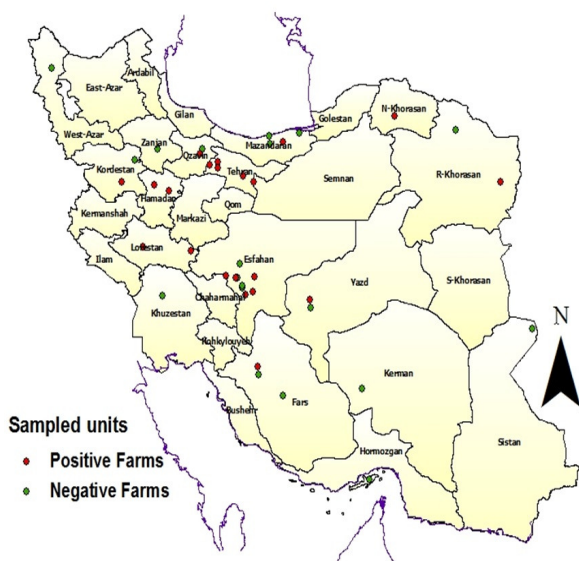 Ardabil
East-Azar
West-Azar
Gilan
Golestan
N-Khorasan
Zanjan
Mazandaran
Qzavin
Kordestan
Tehran
Semnan
R-Khorasan
Hamadan
Qom
Kermanshah
Markazi
Lorestan
Ilam
Esfahan
Yazd
S-Khorasan
Chaharmahal
Khuzestan
Kohkylouyeh
N
Kerman
Bushehr
Fars
Sistan
Hormozgan
Sampled units
Positive Farms
Negative Farms